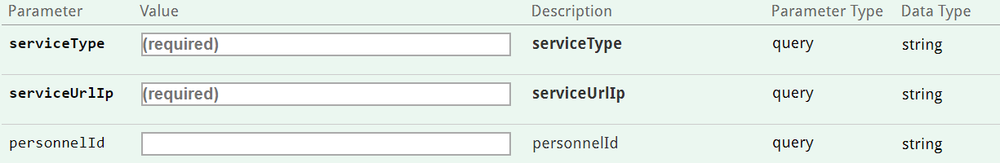 Parameter Value Description Parameter Type Data Type
serviceType (required) serviceType query string
serviceUrlIp (required) serviceUrlIp query string
personnelId personnelId query string